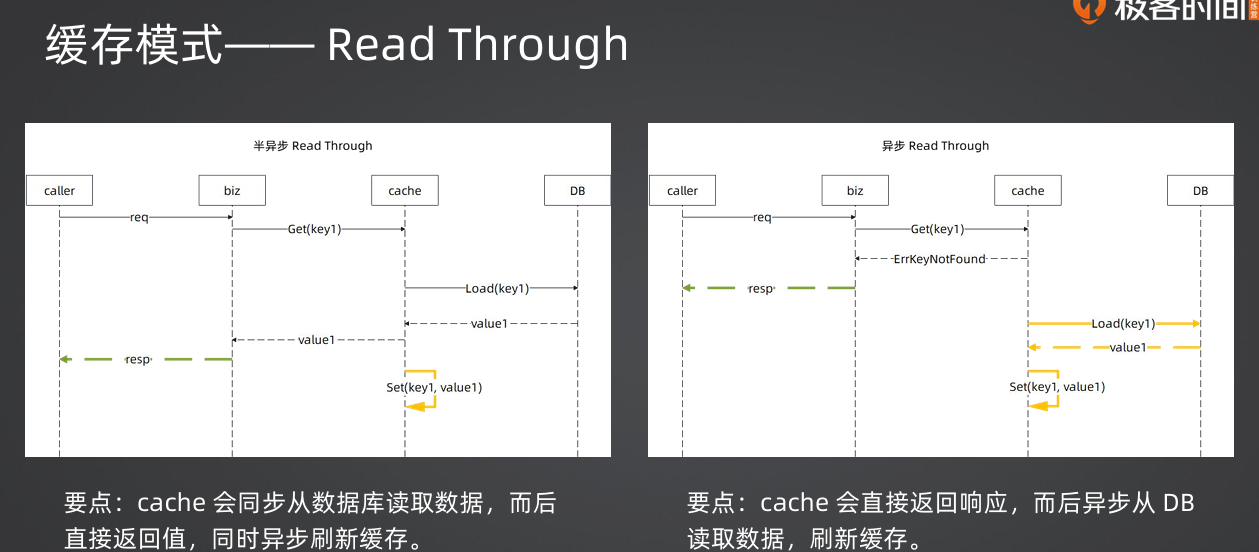 极客时间
缓存模式—— Read Through
半异步 Read Through
caller
biz
cache
DB
req
Get(key1)
Load(key1)
value1
value1
resp
Set(key1, value1)
异步 Read Through
caller
biz
cache
DB
req
Get(key1)
ErrKeyNotFound
resp
Load(key1)
value1
Set(key1, value1)
要点：cache 会同步从数据库读取数据，而后
直接返回值，同时异步刷新缓存。
要点：cache 会直接返回响应，而后异步从 DB
读取数据，刷新缓存。